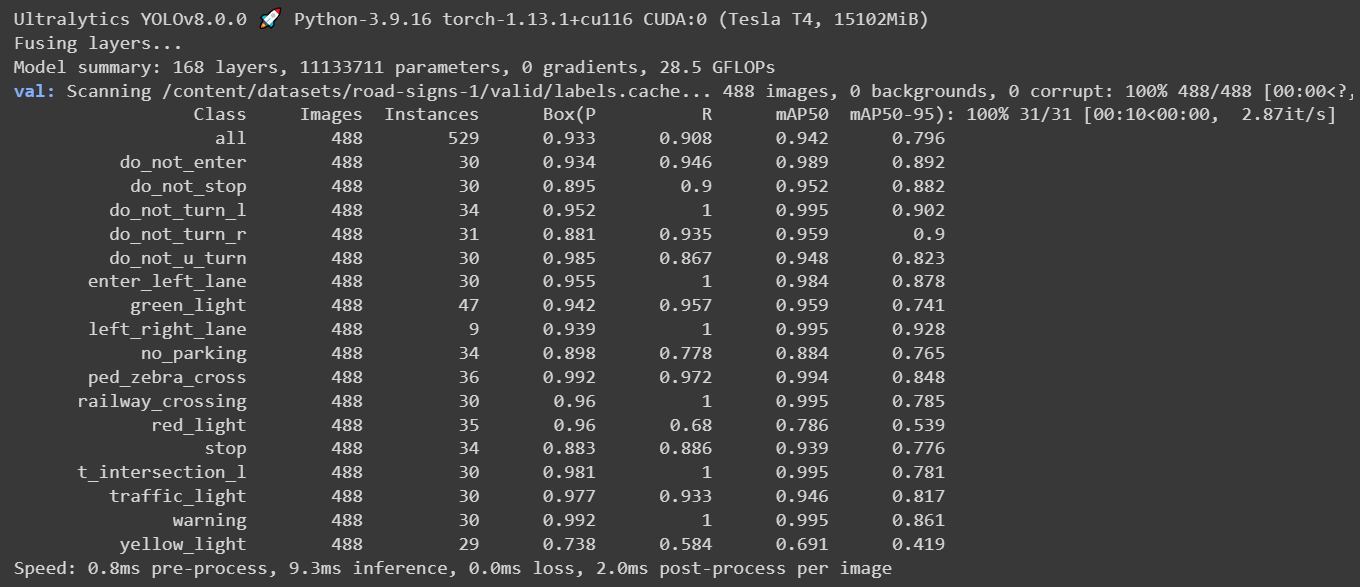 Ultralytics YOLOv8.0.0 🚀 Python-3.9.16 torch-1.13.1+cu116 CUDA:0 (Tesla T4, 15102MiB)
Fusing layers...
Model summary: 168 layers, 11133711 parameters, 0 gradients, 28.5 GFLOPs
val: Scanning /content/datasets/road-signs-1/valid/labels.cache... 488 images, 0 backgrounds, 0 corrupt: 100% 488/488 [00:00<?,
Class Images Instances Box(P R mAP50 mAP50-95): 100% 31/31 [00:10<00:00, 2.87it/s]
all 488 529 0.933 0.908 0.942 0.796
do_not_enter 488 30 0.934 0.946 0.989 0.892
do_not_stop 488 30 0.895 0.9 0.952 0.882
do_not_turn_l 488 34 0.952 1 0.995 0.902
do_not_turn_r 488 31 0.881 0.935 0.959 0.9
do_not_u_turn 488 30 0.985 0.867 0.948 0.823
enter_left_lane 488 30 0.955 1 0.984 0.878
green_light 488 47 0.942 0.957 0.959 0.741
left_right_lane 488 9 0.939 1 0.995 0.928
no_parking 488 34 0.898 0.778 0.884 0.765
ped_zebra_cross 488 36 0.992 0.972 0.994 0.848
railway_crossing 488 30 0.96 1 0.995 0.785
red_light 488 35 0.96 0.68 0.786 0.539
stop 488 34 0.883 0.886 0.939 0.776
t_intersection_l 488 30 0.981 1 0.995 0.781
traffic_light 488 30 0.977 0.933 0.946 0.817
warning 488 30 0.992 1 0.995 0.861
yellow_light 488 29 0.738 0.584 0.691 0.419
Speed: 0.8ms pre-process, 9.3ms inference, 0.0ms loss, 2.0ms post-process per image